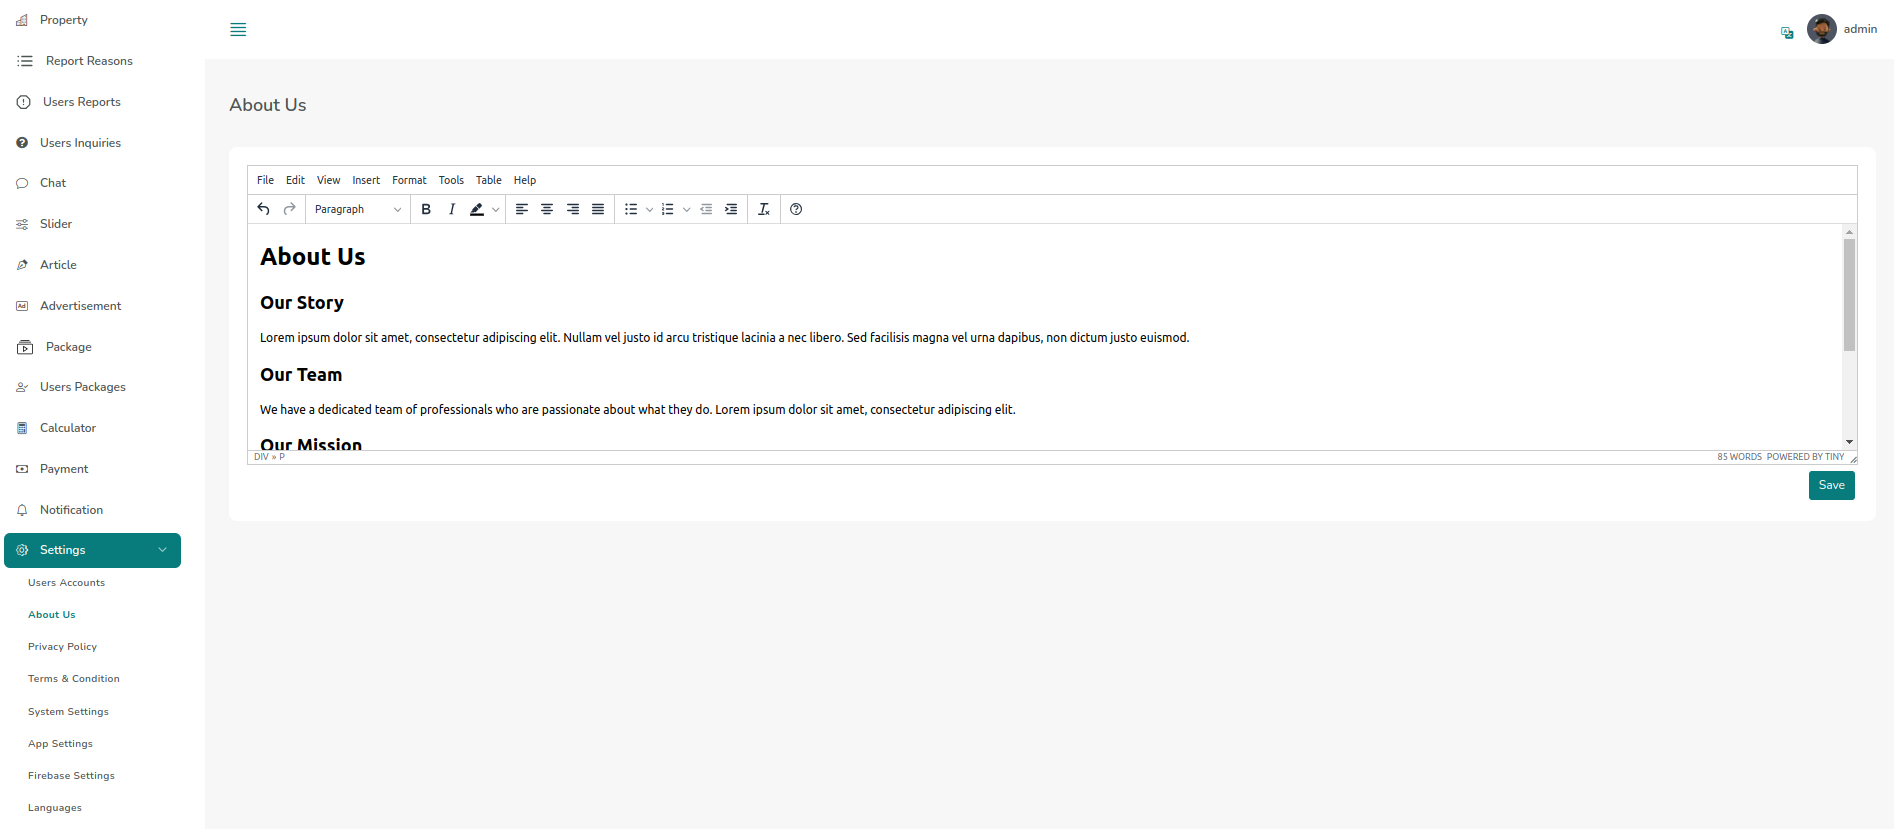 Property
Report Reasons
Users Reports
Users Inquiries
Chat
Slider
Article
Advertisement
Package
Users Packages
Calculator
Payment
Notification
Settings
Users Accounts
About Us
Privacy Policy
Terms & Condition
System Settings
App Settings
Firebase Settings
Languages
admin
About Us
File Edit View Insert Format Tools Table Help
Paragraph B I
About Us
Our Story
Lorem ipsum dolor sit amet, consectetur adipiscing elit. Nullam vel justo id arcu tristique lacinia a nec libero. Sed facilisis magna vel urna dapibus, non dictum justo euismod.
Our Team
We have a dedicated team of professionals who are passionate about what they do. Lorem ipsum dolor sit amet, consectetur adipiscing elit.
Our Mission
DIV » P 85 WORDS POWERED BY TINY
Save